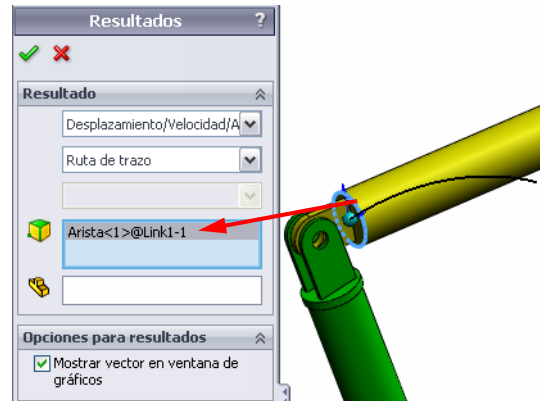 Resultados ?
Resultado
Desplazamiento/Velocidad/A
Ruta de trazo
Arista<1>@Link1-1
Opciones para resultados
Mostrar vector en ventana de
gráficos